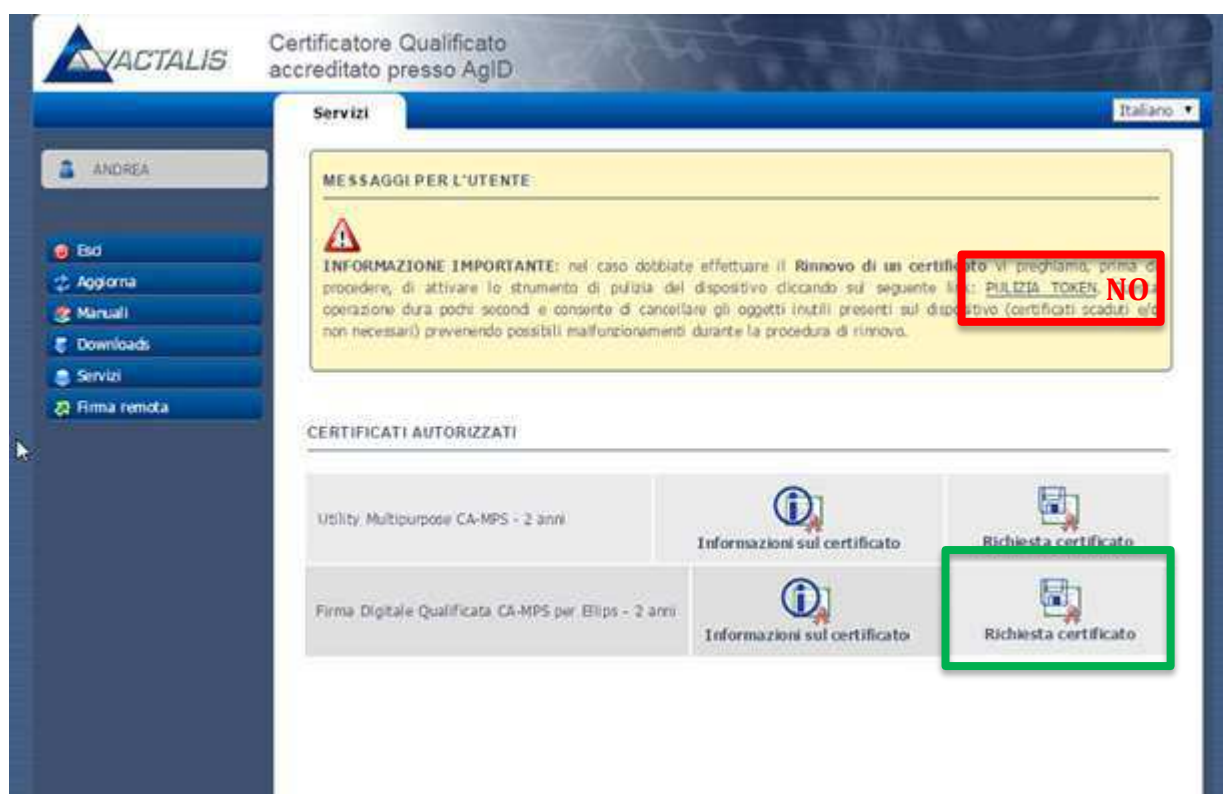 ACTALIS
Certificatore Qualificato
accreditato presso AgID
Servizi
Italiano
ANDREA
Esci
Aggiorna
Manuali
Downloads
Servizi
Firma remota
MESSAGGI PER L'UTENTE
INFORMAZIONE IMPORTANTE: nel caso dobbiate effettuare il Rinnovo di un certificato Vi preghiamo, prima di
procedere, di attivare lo strumento di pulizia del dispositivo cliccando sul seguente link: PULIZIA TOKEN.
NO
operazione dura pochi secondi e consente di cancellare gli oggetti inutili presenti sul dispositivo (certificati scaduti e/o
non necessari) prevenendo possibili malfunzionamenti durante la procedura di rinnovo.
CERTIFICATI AUTORIZZATI
Utility Multipurpose CA-MPS - 2 anni
Informazioni sul certificato
Richiesta certificato
Firma Digitale Qualificata CA-MPS per Ellips - 2 anni
Informazioni sul certificato
Richiesta certificato